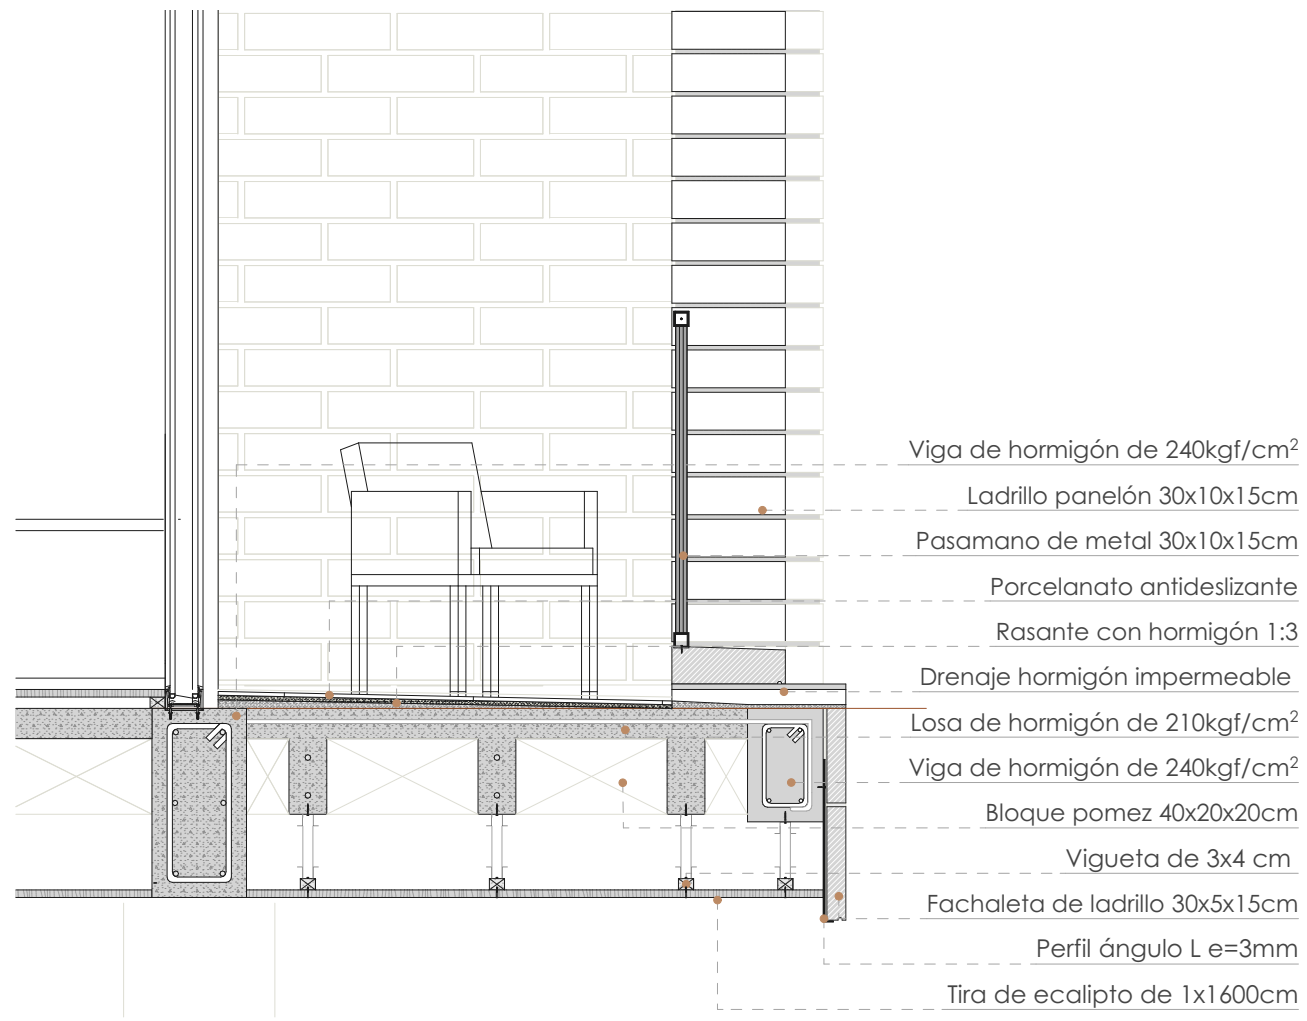 Viga de hormigón de 240kgf/cm²
Ladrillo panelón 30x10x15cm
Pasamano de metal 30x10x15cm
Porcelanato antideslizante
Rasante con hormigón 1:3
Drenaje hormigón impermeable
Losa de hormigón de 210kgf/cm²
Viga de hormigón de 240kgf/cm²
Bloque pomez 40x20x20cm
Vigueta de 3x4 cm
Fachaleta de ladrillo 30x5x15cm
Perfil ángulo L e=3mm
Tira de ecalipto de 1x1600cm